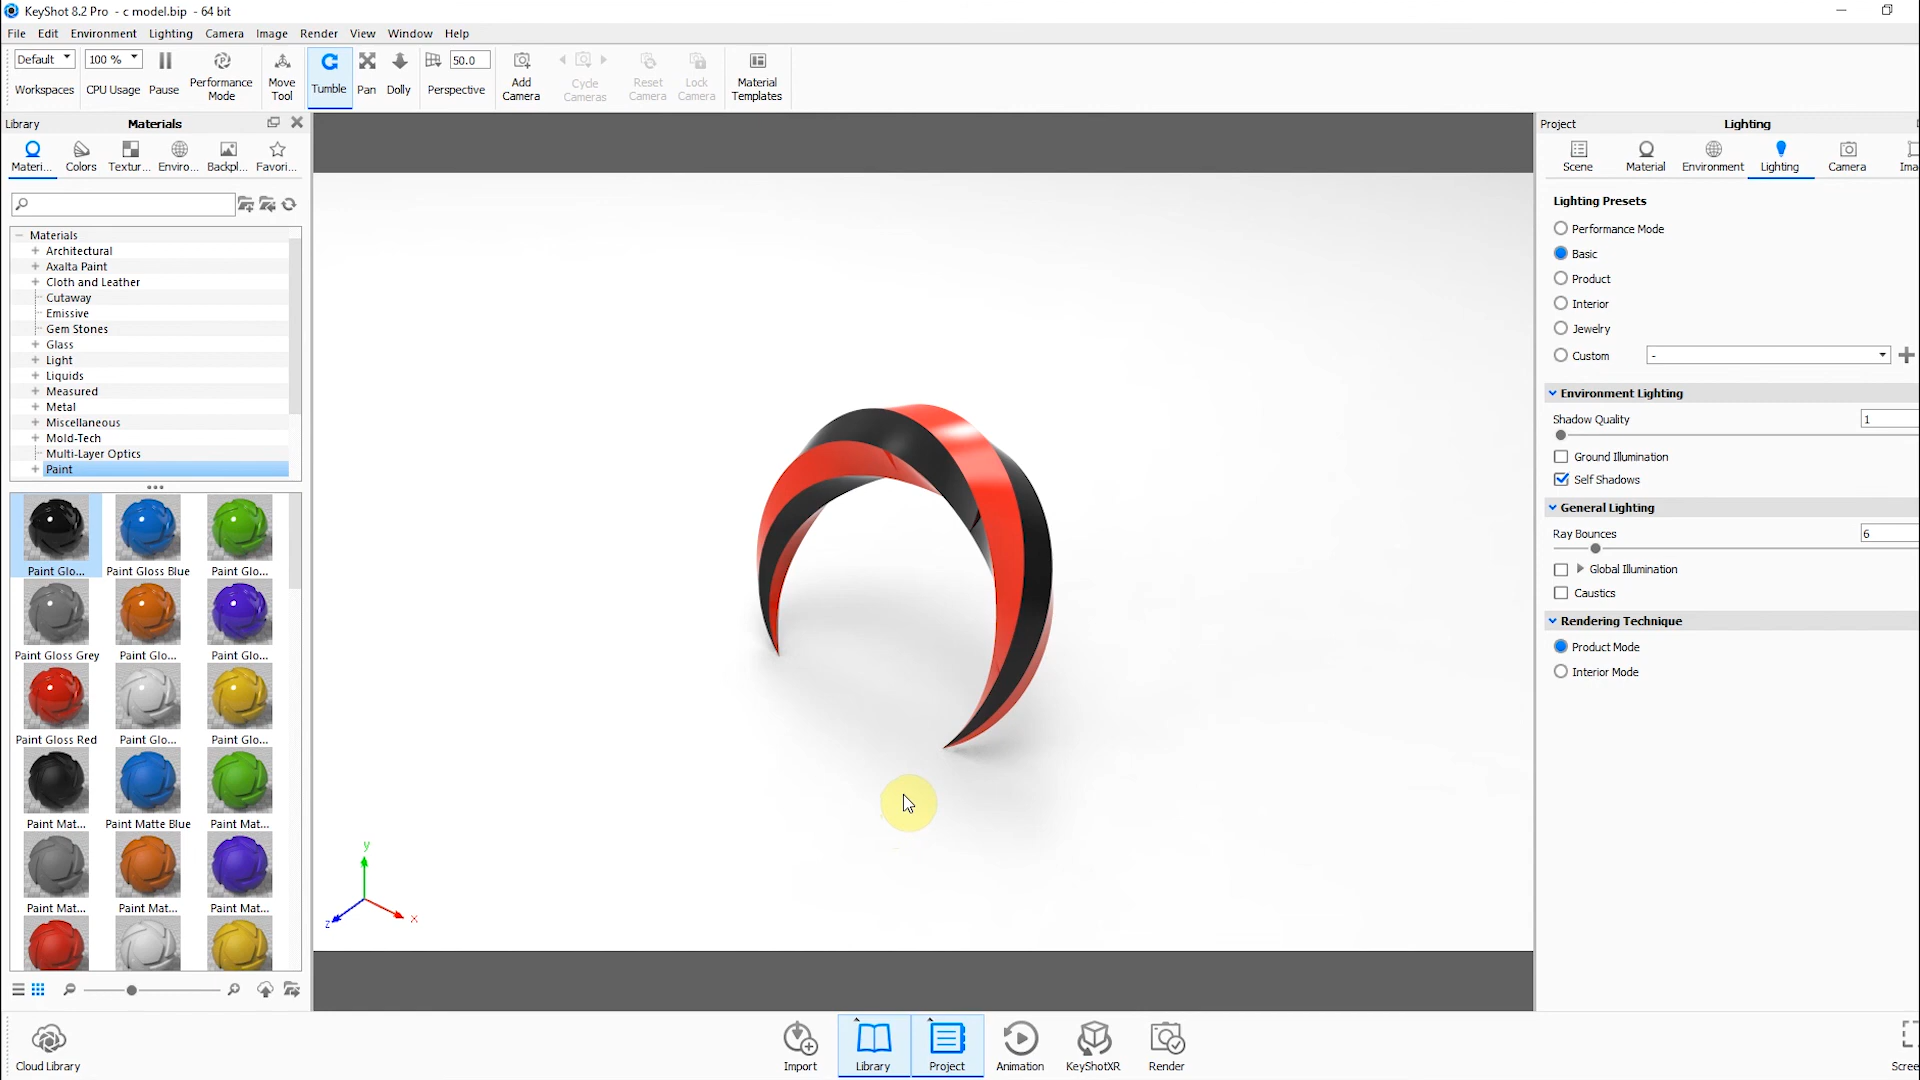 KeyShot 8.2 Pro - c model.bip - 64 bit
File Edit Environment Lighting Camera Image Render View Window Help
Default 100 % 50.0
Workspaces CPU Usage Pause Performance Mode Move Tool Tumble Pan Dolly Perspective Add Camera Cycle Cameras Reset Camera Lock Camera Material Templates
Library Materials
Materi... Colors Textur... Enviro... Backpl... Favori...
Materials
Architectural
Axalta Paint
Cloth and Leather
Cutaway
Emissive
Gem Stones
Glass
Light
Liquids
Measured
Metal
Miscellaneous
Mold-Tech
Multi-Layer Optics
Paint
Paint Glo... Paint Gloss Blue Paint Glo...
Paint Gloss Grey Paint Glo... Paint Glo...
Paint Gloss Red Paint Glo... Paint Glo...
Paint Mat... Paint Matte Blue Paint Mat...
Paint Mat... Paint Mat... Paint Mat...
y
z
x
Project Lighting
Scene Material Environment Lighting Camera Ima
Lighting Presets
Performance Mode
Basic
Product
Interior
Jewelry
Custom -
Environment Lighting
Shadow Quality 1
Ground Illumination
Self Shadows
General Lighting
Ray Bounces 6
Global Illumination
Caustics
Rendering Technique
Product Mode
Interior Mode
Cloud Library Import Library Project Animation KeyShotXR Render Scree